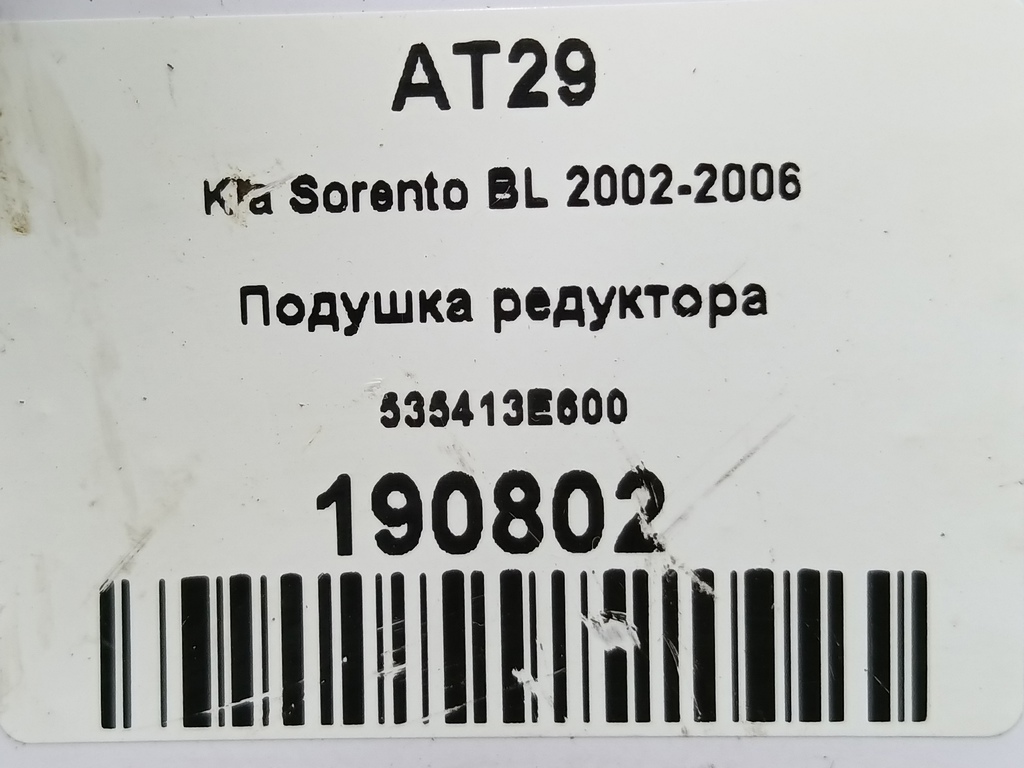 AT29
Kia Sorento BL 2002-2006
Подушка редуктора
535413E600
190802